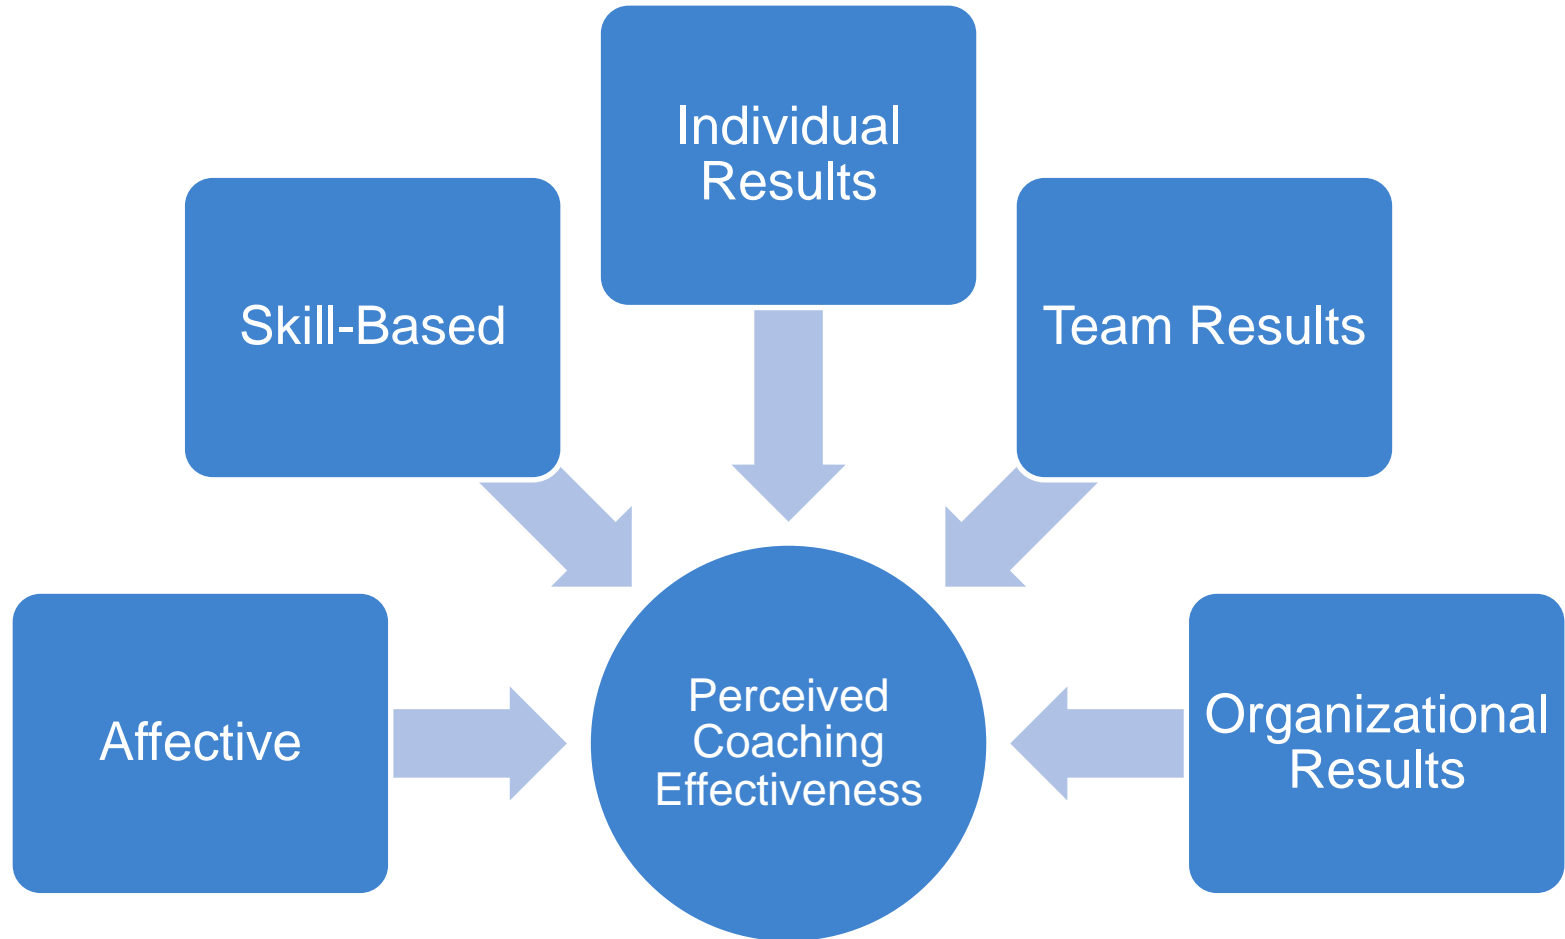 Individual
Results
Skill-Based
Team Results
Affective
Perceived
Coaching
Effectiveness
Organizational
Results